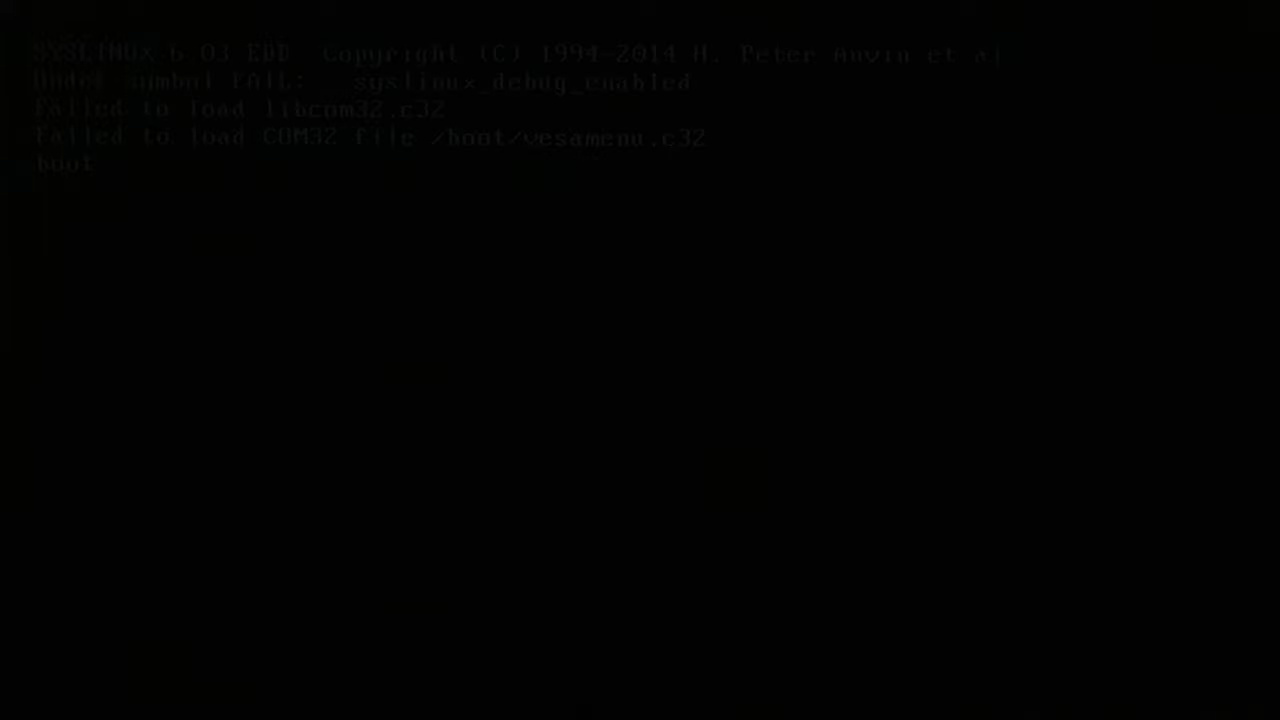 SYSLINUX 6.03 EDD Copyright (C) 1994-2014 H. Peter Anvin et al
Undef symbol FAIL: __syslinux_debug_enabled
Failed to load libcom32.c32
Failed to load COM32 file /boot/vesamenu.c32
boot